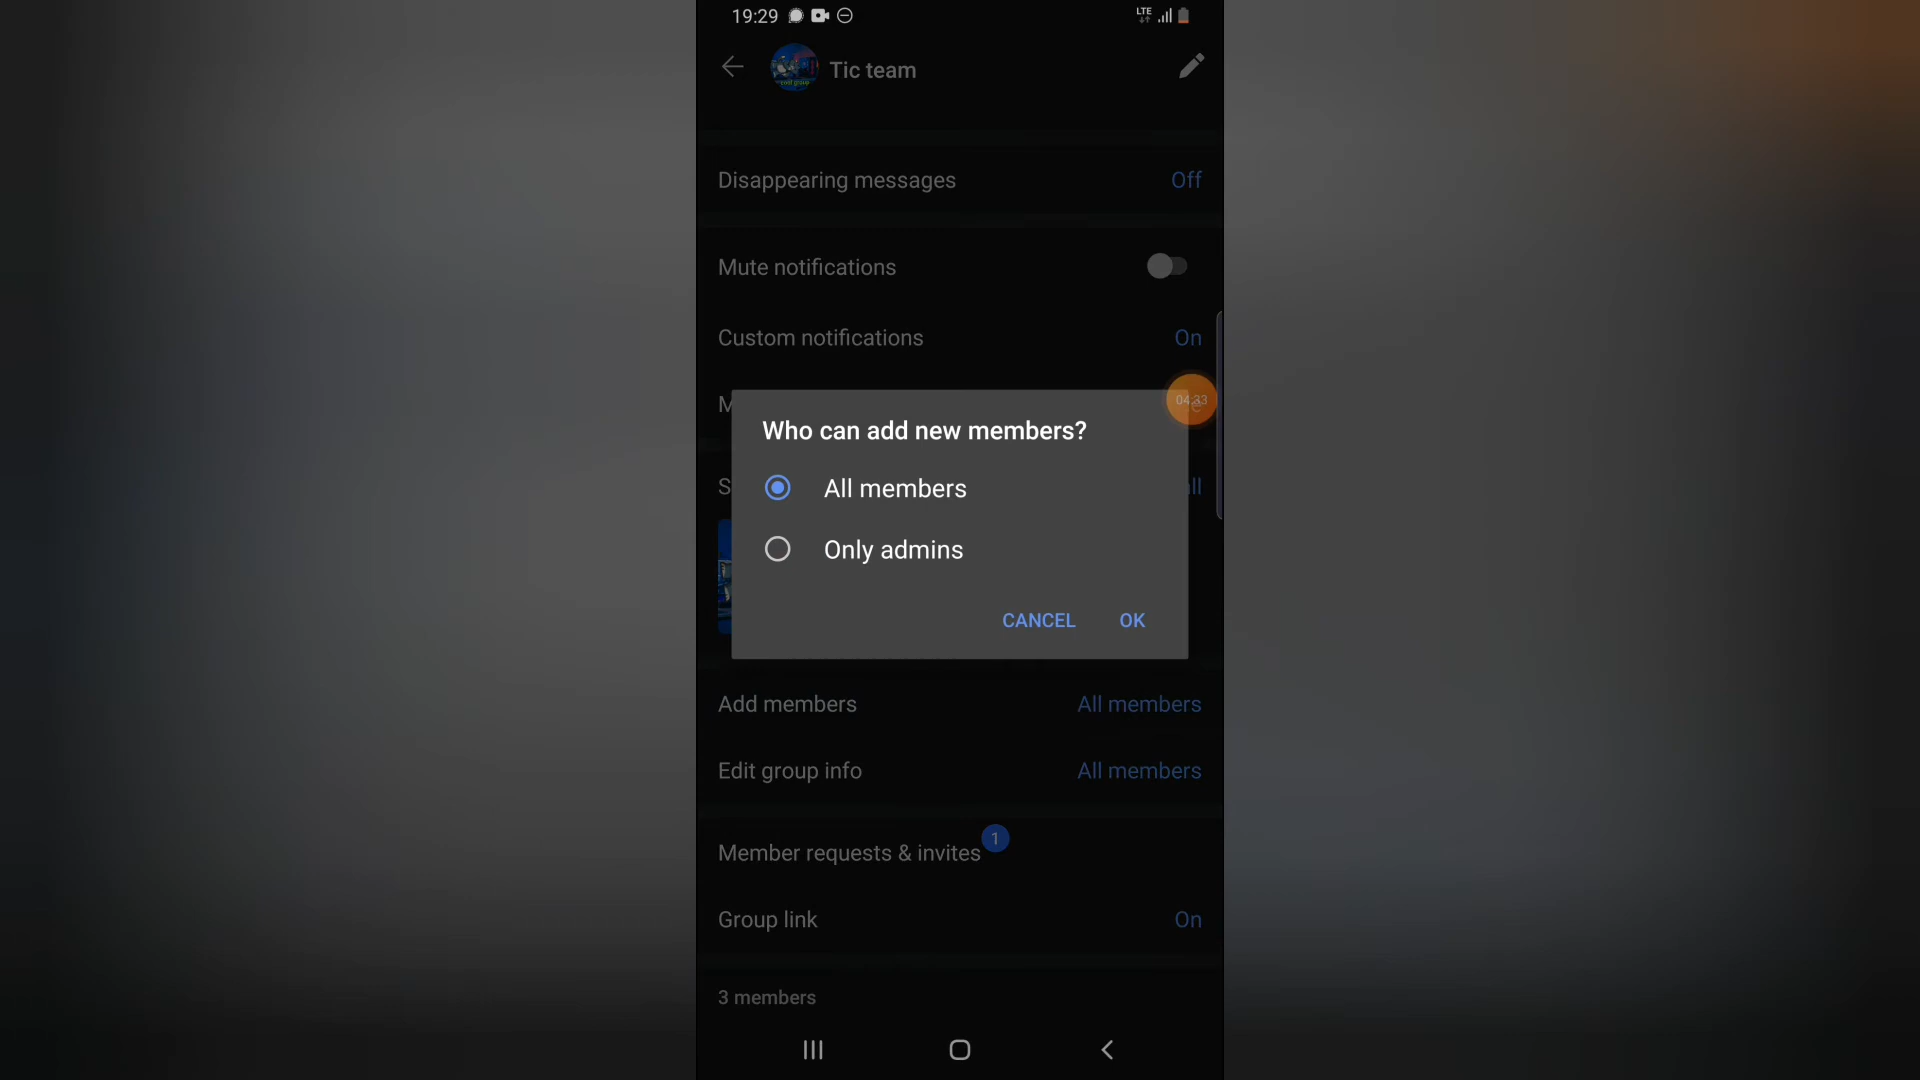 19:29
LTE
Tic team
Disappearing messages Off
Mute notifications
Custom notifications On
M
04:33
Who can add new members?
S
All members
Only admins
CANCEL OK
Add members All members
Edit group info All members
1
Member requests & invites
Group link On
3 members